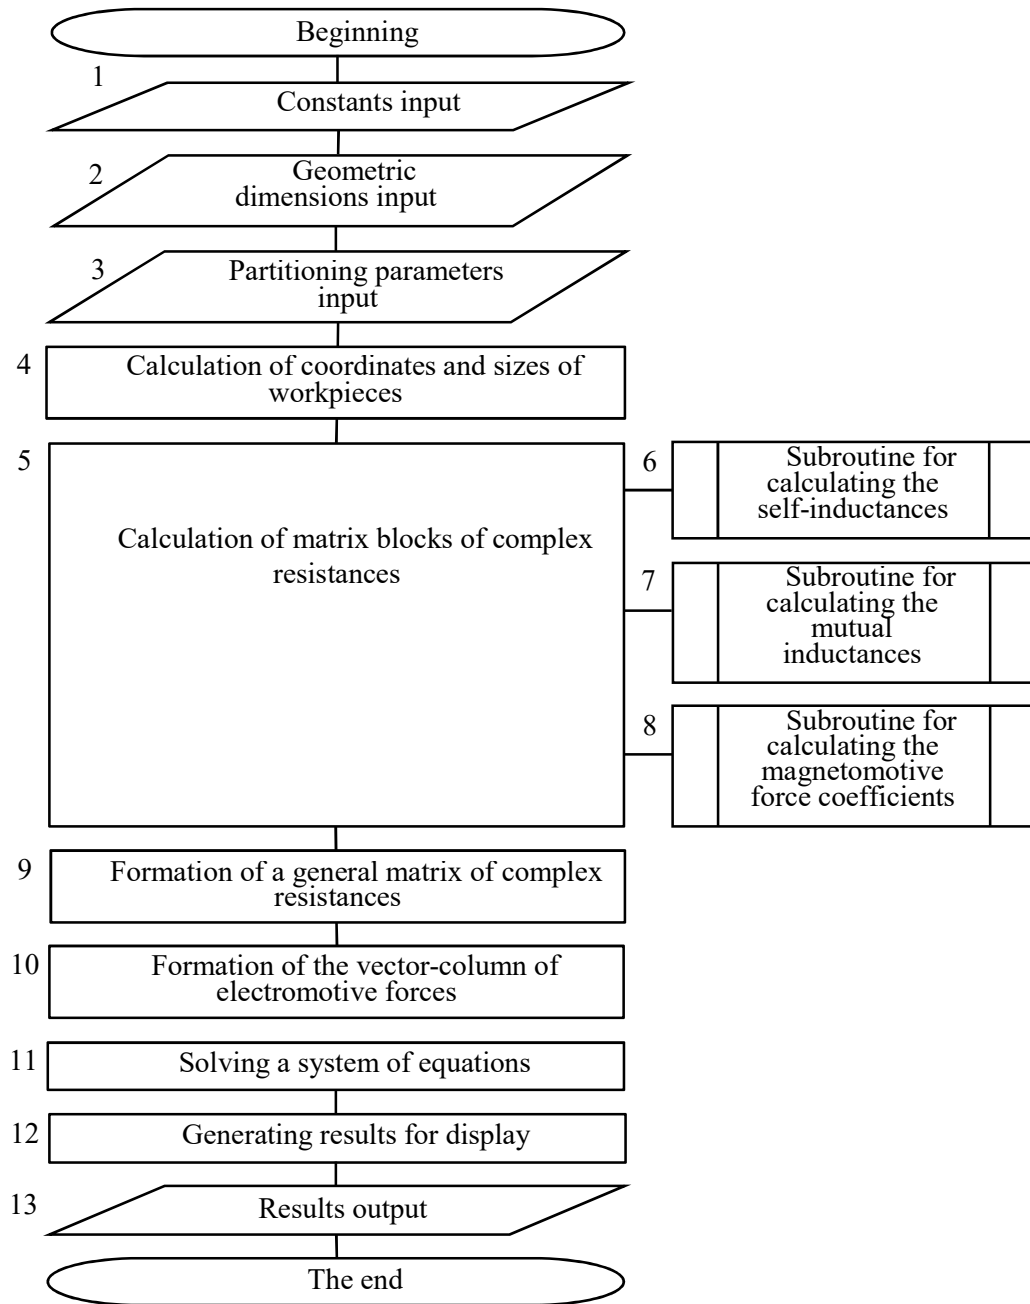 Beginning
1
Constants input
2
Geometric
dimensions input
3
Partitioning parameters
input
4
Calculation of coordinates and sizes of
workpieces
5
Calculation of matrix blocks of complex
resistances
6
Subroutine for
calculating the
self-inductances
7
Subroutine for
calculating the
mutual
inductances
8
Subroutine for
calculating the
magnetomotive
force coefficients
9
Formation of a general matrix of complex
resistances
10
Formation of the vector-column of
electromotive forces
11
Solving a system of equations
12
Generating results for display
13
Results output
The end